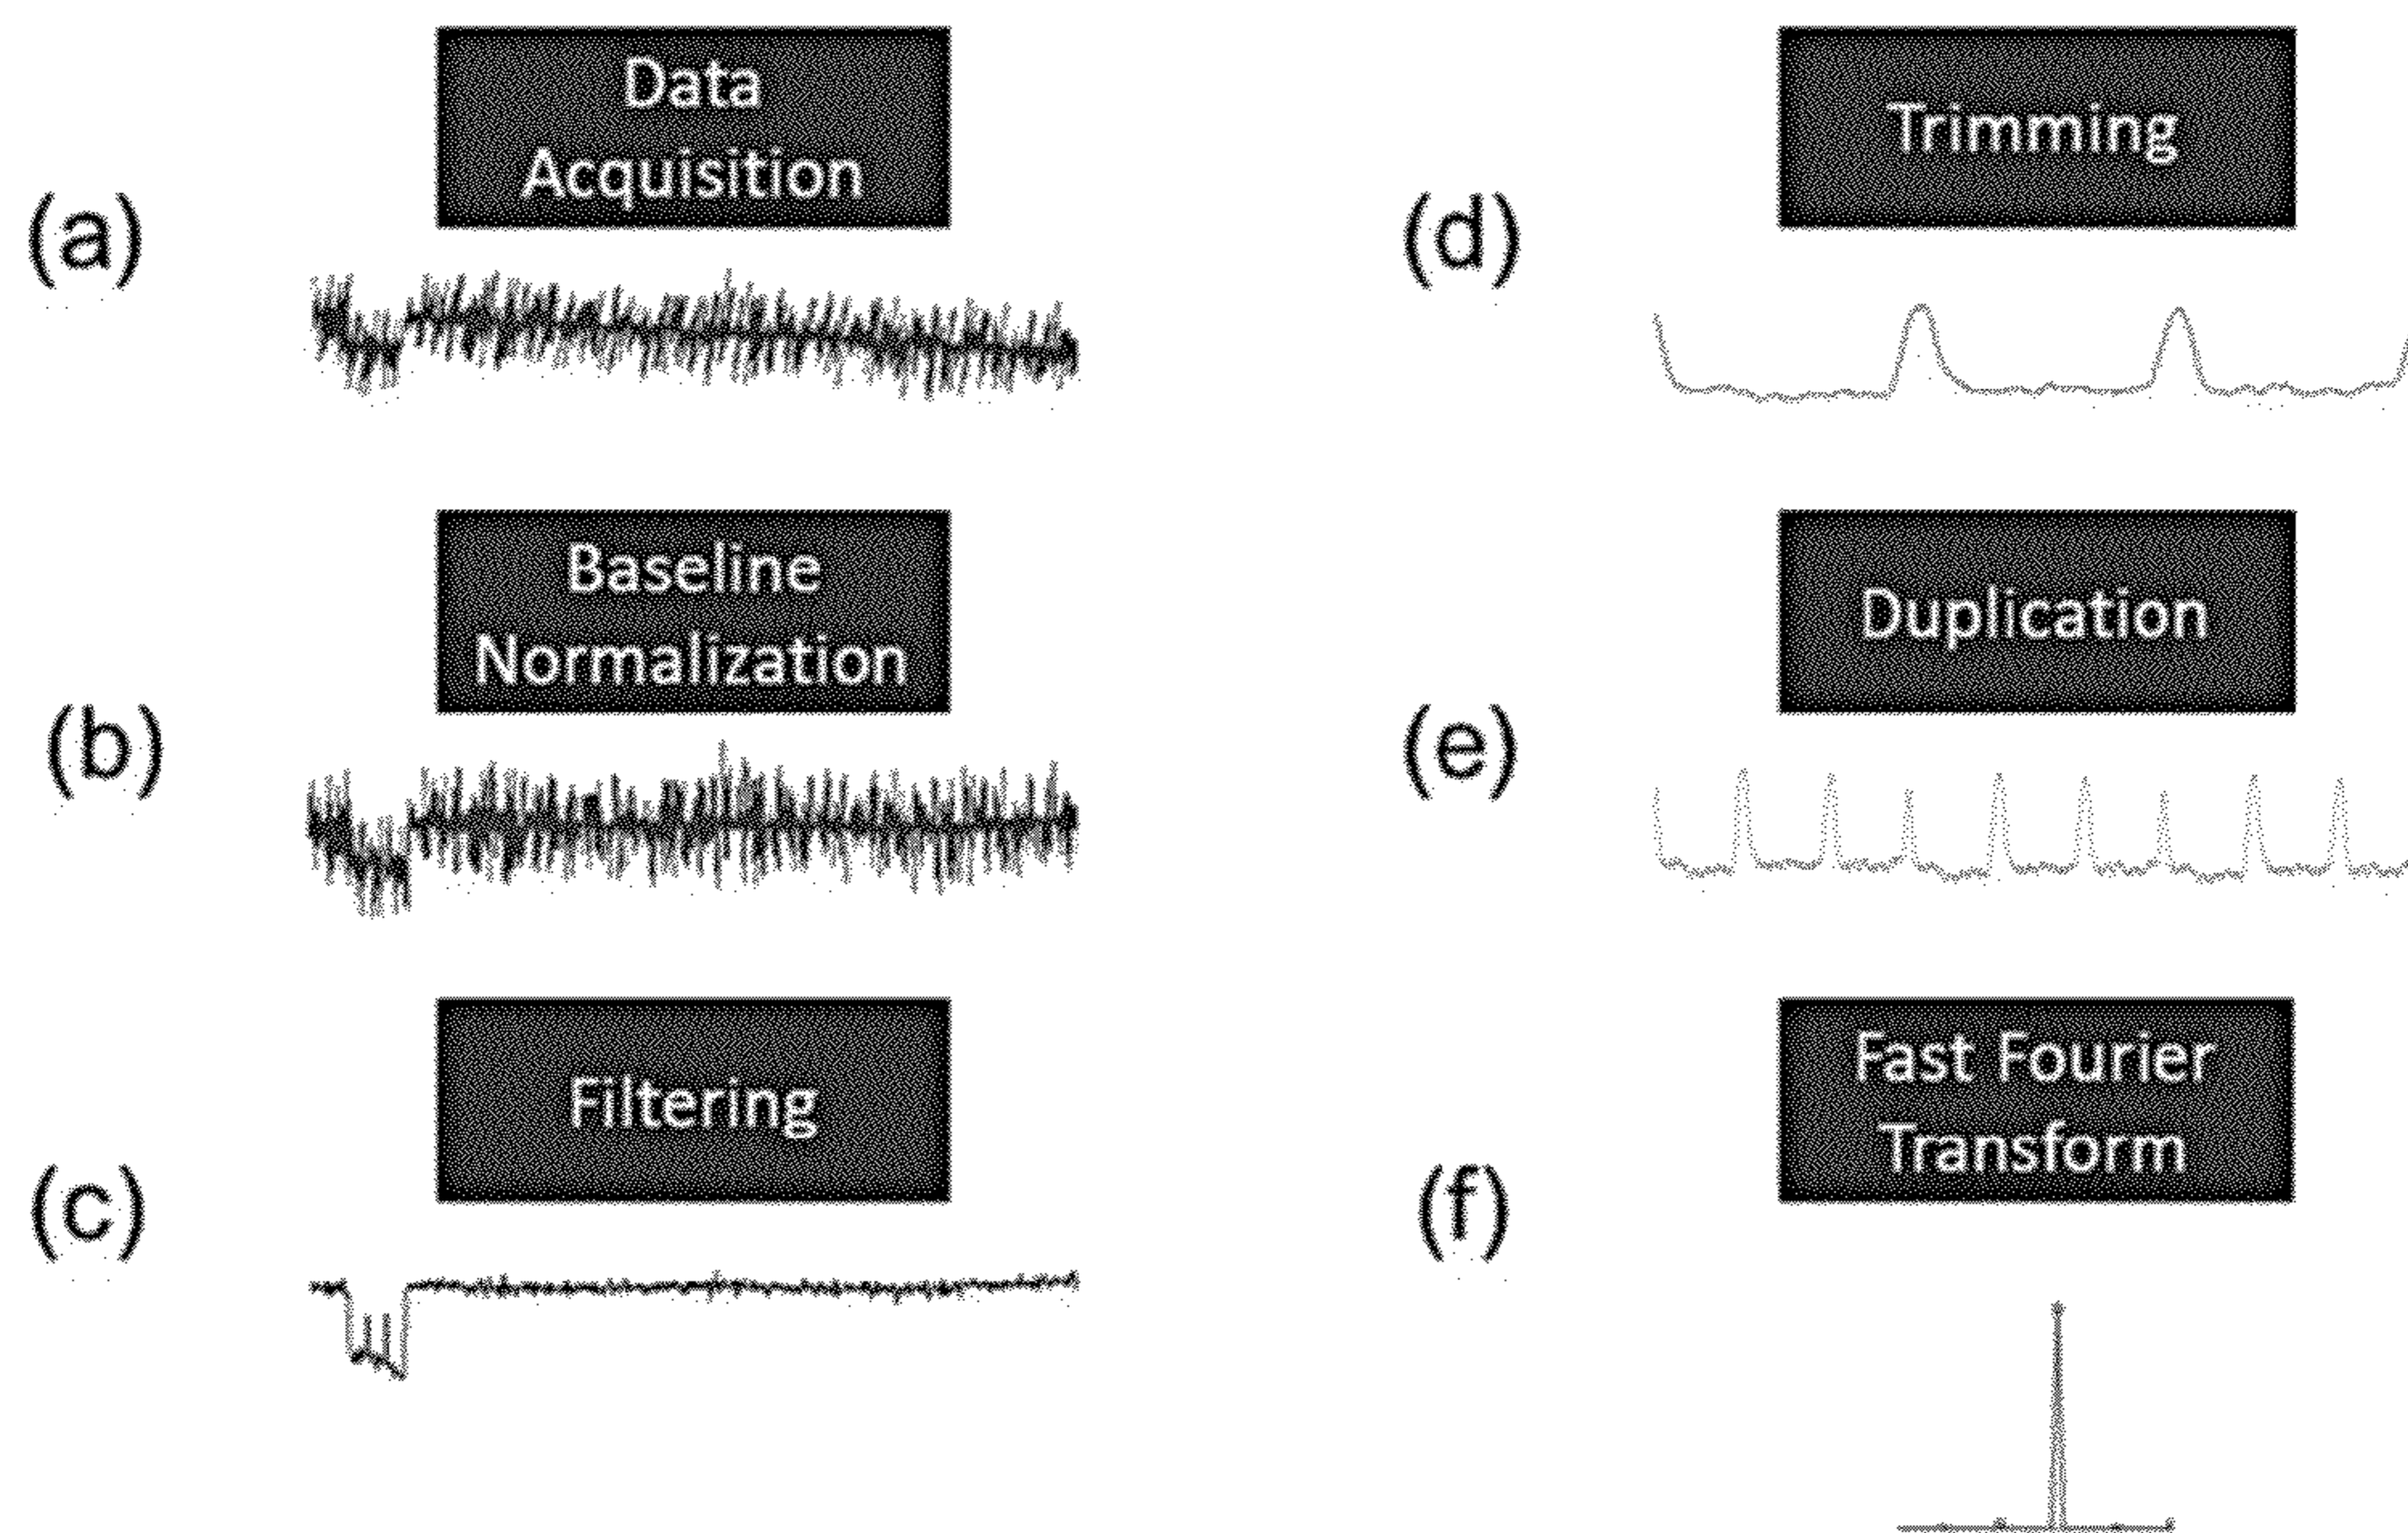 (a)
Data
Acquisition
(b)
Baseline
Normalization
(c)
Filtering
(d)
Trimming
(e)
Duplication
(f)
Fast Fourier
Transform